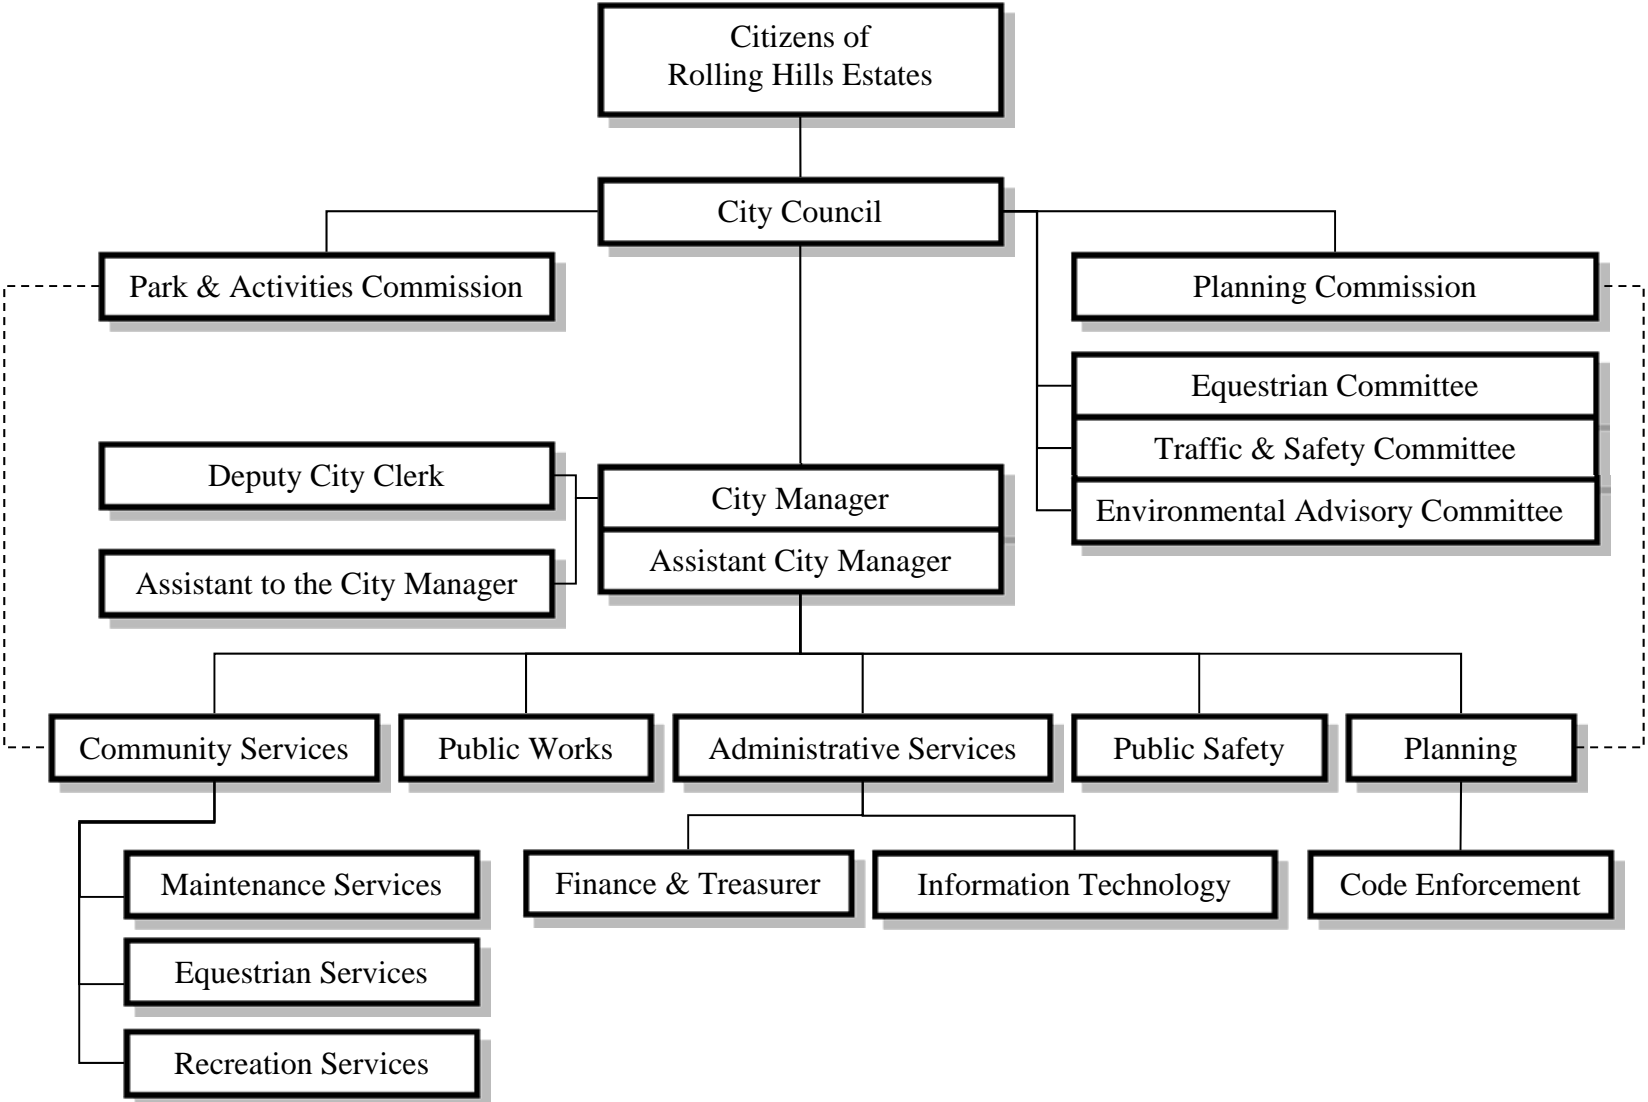 Citizens of
Rolling Hills Estates
City Council
Park & Activities Commission
Planning Commission
Equestrian Committee
Traffic & Safety Committee
Environmental Advisory Committee
Deputy City Clerk
City Manager
Assistant City Manager
Assistant to the City Manager
Community Services
Public Works
Administrative Services
Public Safety
Planning
Maintenance Services
Finance & Treasurer
Information Technology
Code Enforcement
Equestrian Services
Recreation Services